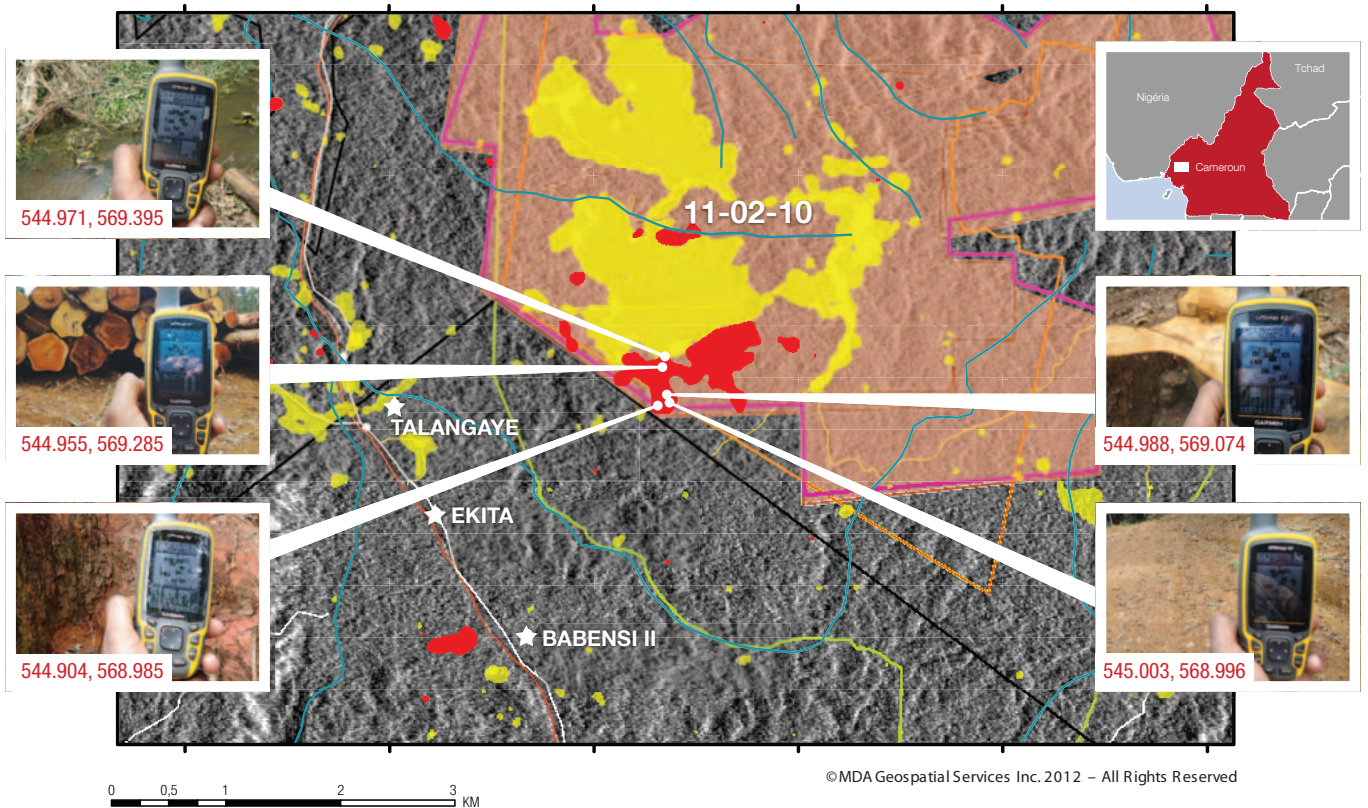 544.971, 569.395
544.955, 569.285
544.904, 568.985
11-02-10
TALANGAYE
EKITA
BABENSI II
Nigéria
Tchad
Cameroun
544.988, 569.074
GARMIN
545.003, 568.996
© MDA Geospatial Services Inc. 2012 – All Rights Reserved
0 0,5 1 2 3 KM